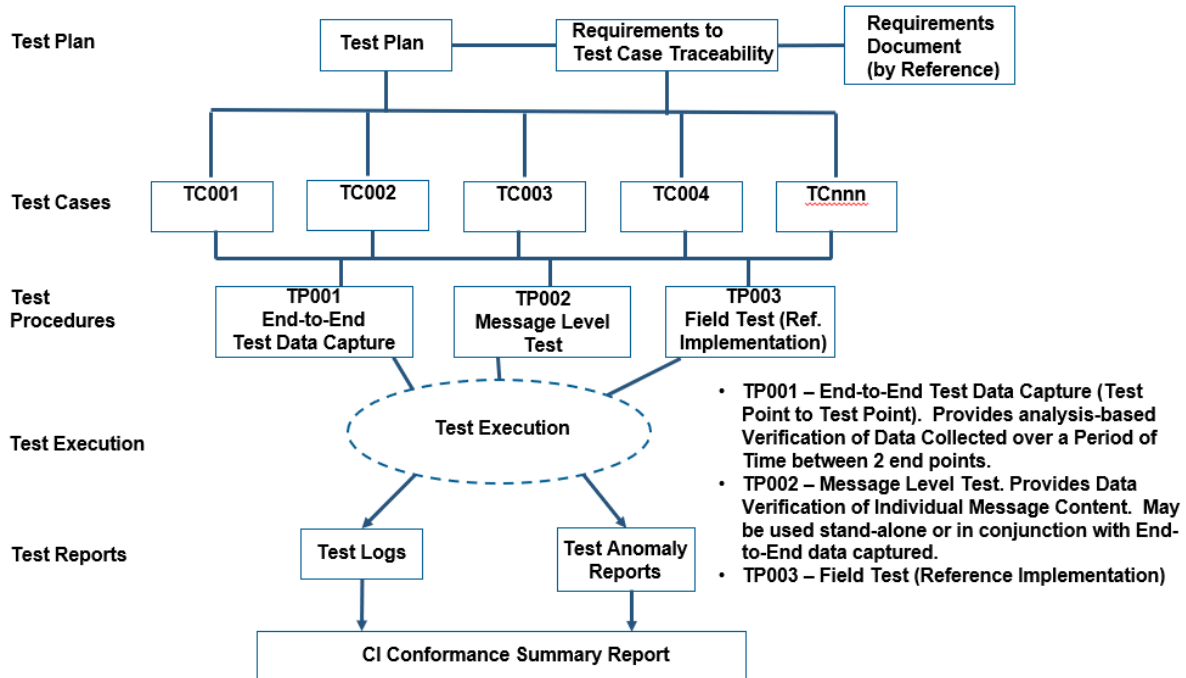 Test Plan
Test Plan
Requirements to
Test Case Traceability
Requirements
Document
(by Reference)
Test Cases
TC001
TC002
TC003
TC004
TCnnn
Test
Procedures
TP001
End-to-End
Test Data Capture
TP002
Message Level
Test
TP003
Field Test (Ref.
Implementation)
Test Execution
Test Execution
• TP001 – End-to-End Test Data Capture (Test
Point to Test Point).  Provides analysis-based
Verification of Data Collected over a Period of
Time between 2 end points.
• TP002 – Message Level Test. Provides Data
Verification of Individual Message Content.  May
be used stand-alone or in conjunction with End-
to-End data captured.
• TP003 – Field Test (Reference Implementation)
Test Reports
Test Logs
Test Anomaly
Reports
CI Conformance Summary Report